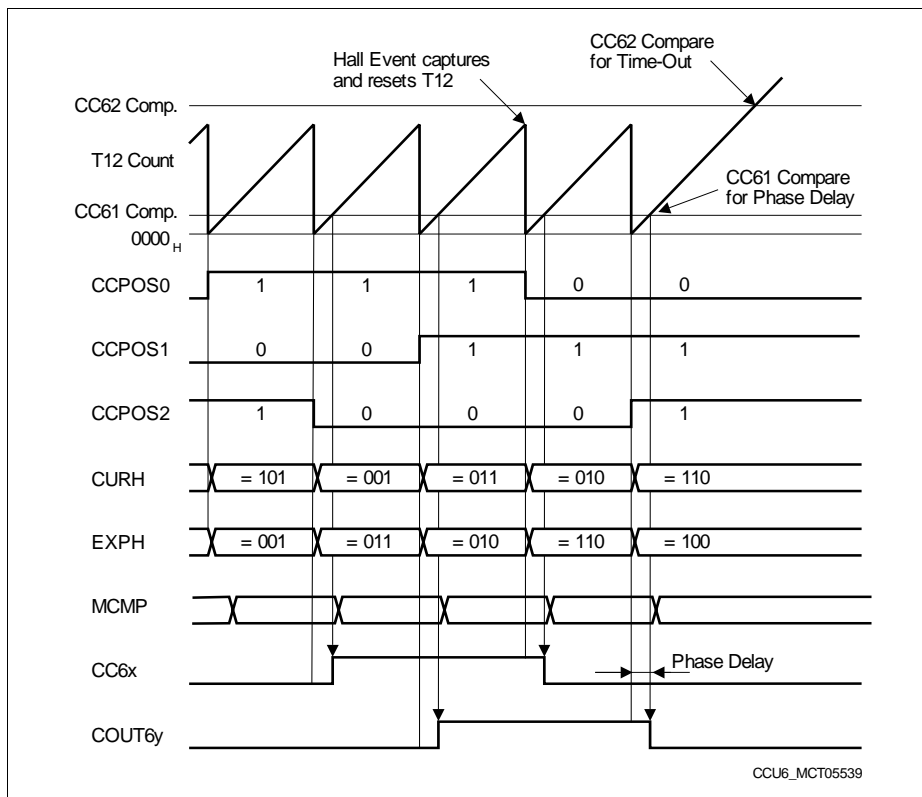 CC62 Compare
for Time-Out
Hall Event captures
and resets T12
CC62 Comp.
T12 Count
CC61 Compare
for Phase Delay
CC61 Comp.
0000 H
CCPOS0 1 1 1 0 0
CCPOS1 0 0 1 1 1
CCPOS2 1 0 0 0 1
CURH = 101 = 001 = 011 = 010 = 110
EXPH = 001 = 011 = 010 = 110 = 100
MCMP
CC6x
Phase Delay
COUT6y
CCU6_MCT05539